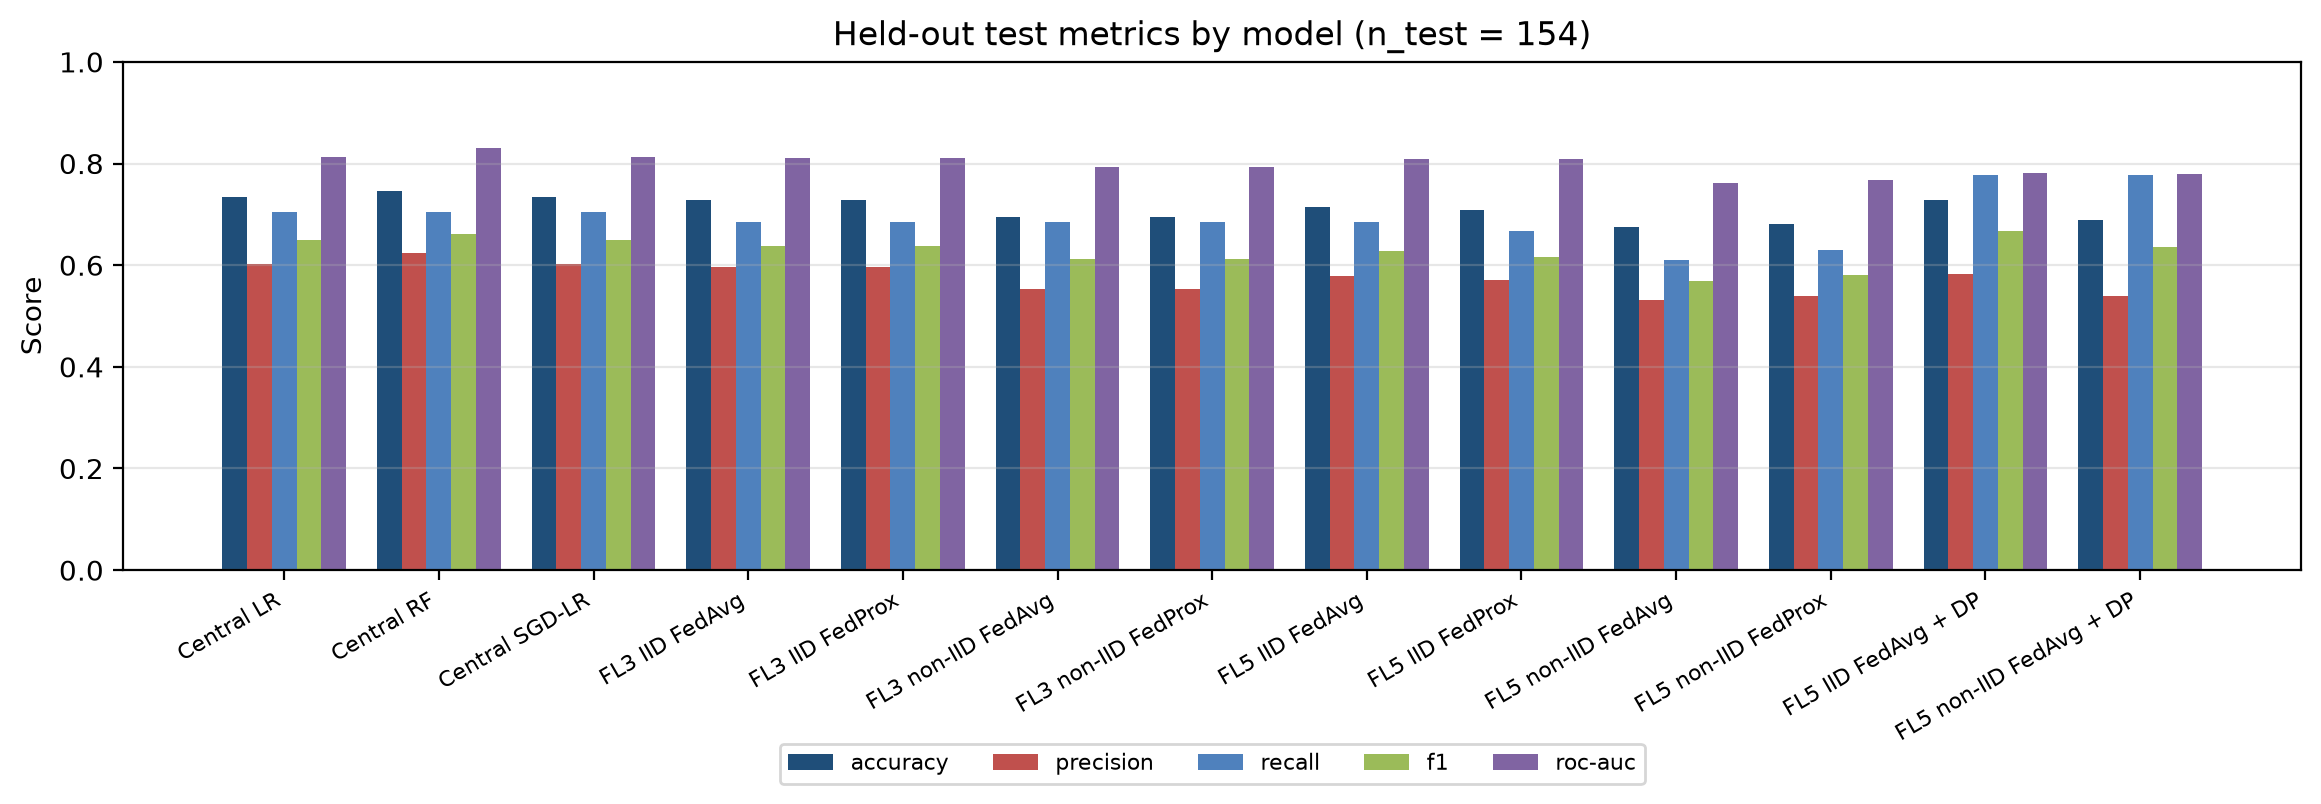 Held-out test metrics by model (n_test = 154)
1.0
0.8
0.6
0.4
0.2
0.0
Score
Central LR
Central RF
Central SGD-LR
FL3 IID FedAvg
FL3 IID FedProx
FL3 non-IID FedAvg
FL3 non-IID FedProx
FL5 IID FedAvg
FL5 IID FedProx
FL5 non-IID FedAvg
FL5 non-IID FedProx
FL5 IID FedAvg + DP
FL5 non-IID FedAvg + DP
accuracy precision recall f1 roc-auc